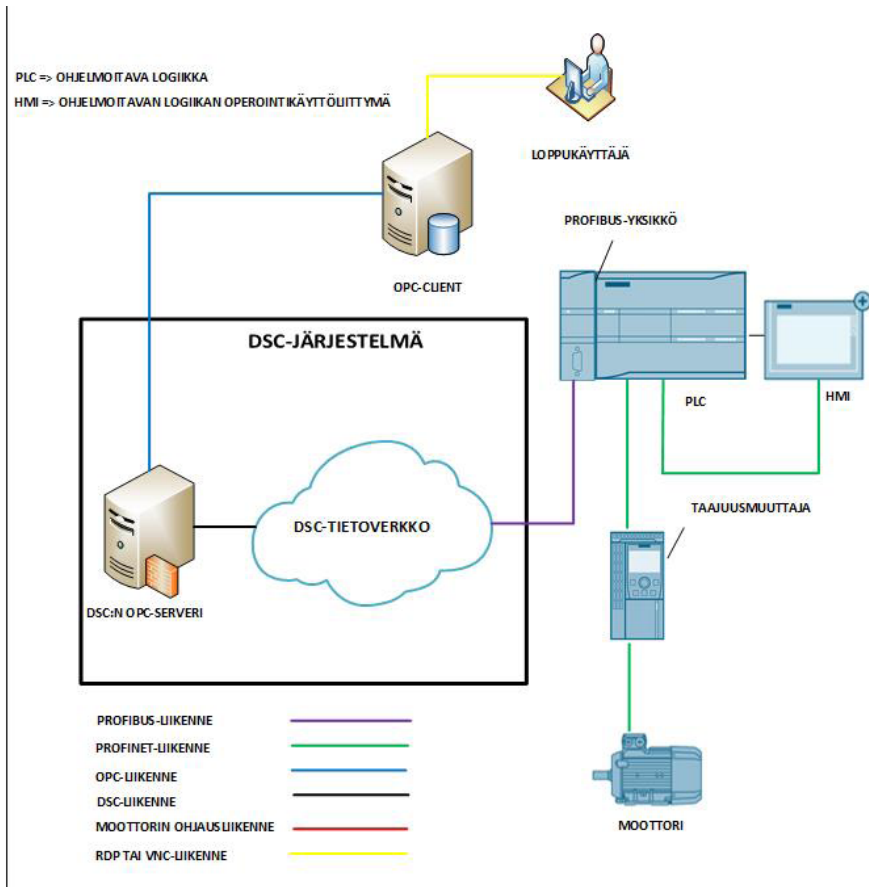 PLC => OHJELMOITAVA LOGIIKKA
HMI => OHJELMOITAVAN LOGIIKAN OPEROINTIKÄYTTÖLIITTYMÄ
LOPPUKÄYTTÄJÄ
PROFIBUS-YKSIKKÖ
OPC-CLIENT
DSC-JÄRJESTELMÄ
PLC
HMI
DSC-TIETOVERKKO
TAAJUUSMUUTTAJA
DSC:N OPC-SERVERI
PROFIBUS-LIIKENNE
PROFINET-LIIKENNE
OPC-LIIKENNE
DSC-LIIKENNE
MOOTTORIN OHJAUSLIIKENNE
RDP TAI VNC-LIIKENNE
MOOTTORI